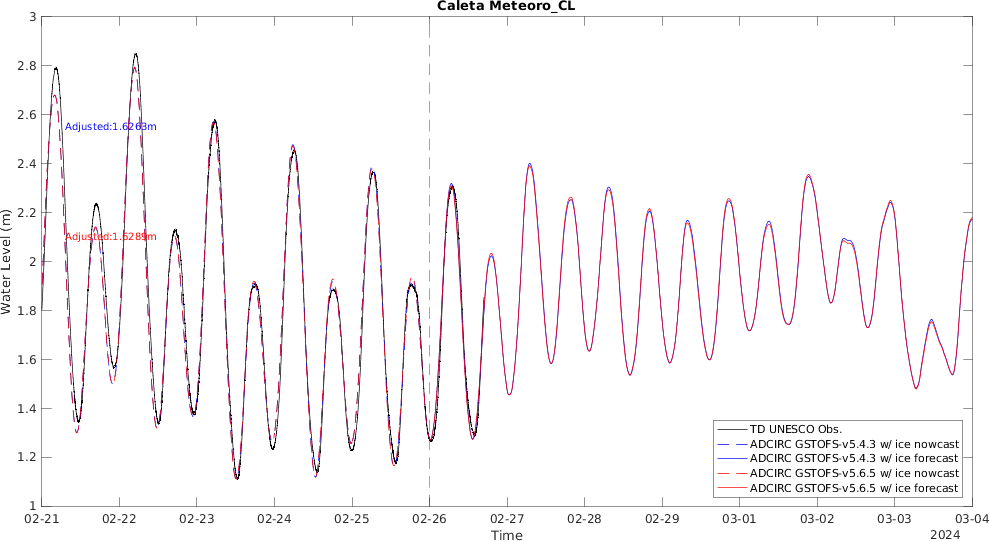 Caleta Meteoro_CL
3
2.8
2.6
2.4
2.2
2
1.8
1.6
1.4
1.2
1
Water Level (m)
Adjusted:1.6263m
Adjusted:1.6289m
TD UNESCO Obs.
ADCIRC GSTOFS-v5.4.3 w/ ice nowcast
ADCIRC GSTOFS-v5.4.3 w/ ice forecast
ADCIRC GSTOFS-v5.6.5 w/ ice nowcast
ADCIRC GSTOFS-v5.6.5 w/ ice forecast
02-21 02-22 02-23 02-24 02-25 02-26 02-27 02-28 02-29 03-01 03-02 03-03 03-04
Time
2024